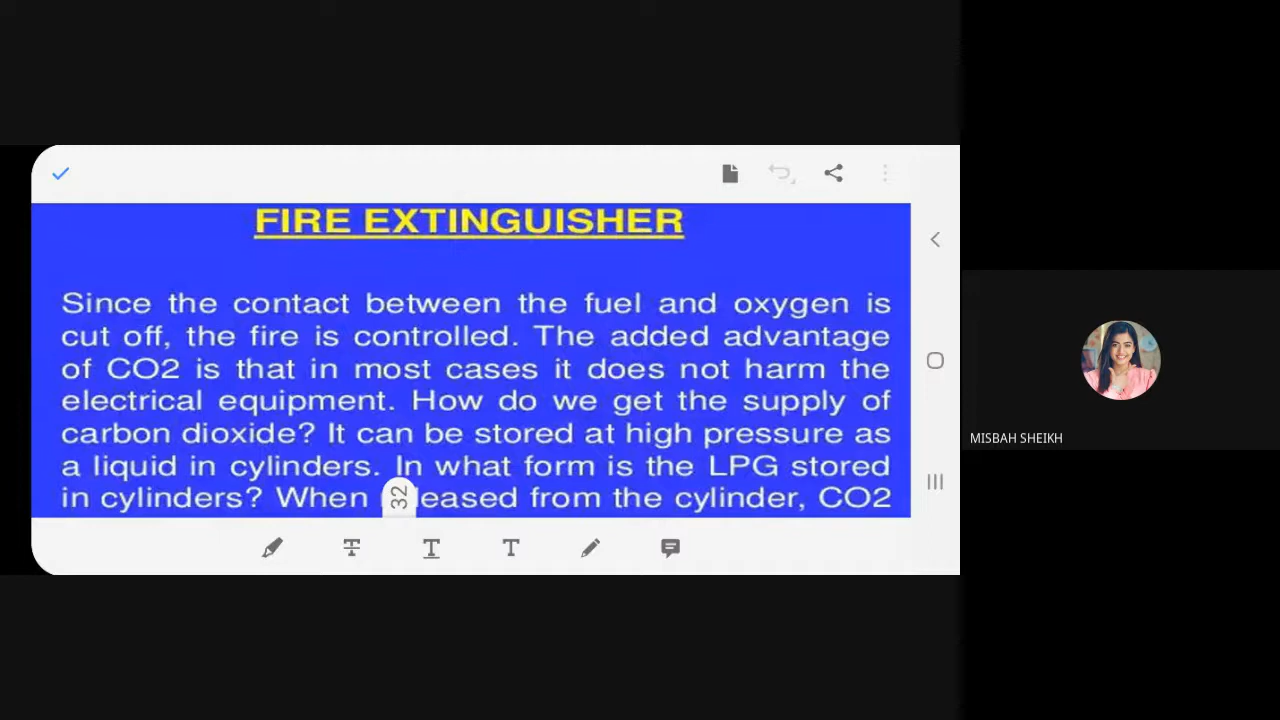 FIRE EXTINGUISHER
Since the contact between the fuel and oxygen is
cut off, the fire is controlled. The added advantage
of CO2 is that in most cases it does not harm the
electrical equipment. How do we get the supply of
carbon dioxide? It can be stored at high pressure as
a liquid in cylinders. In what form is the LPG stored
in cylinders? When leased from the cylinder, CO2
32
MISBAH SHEIKH